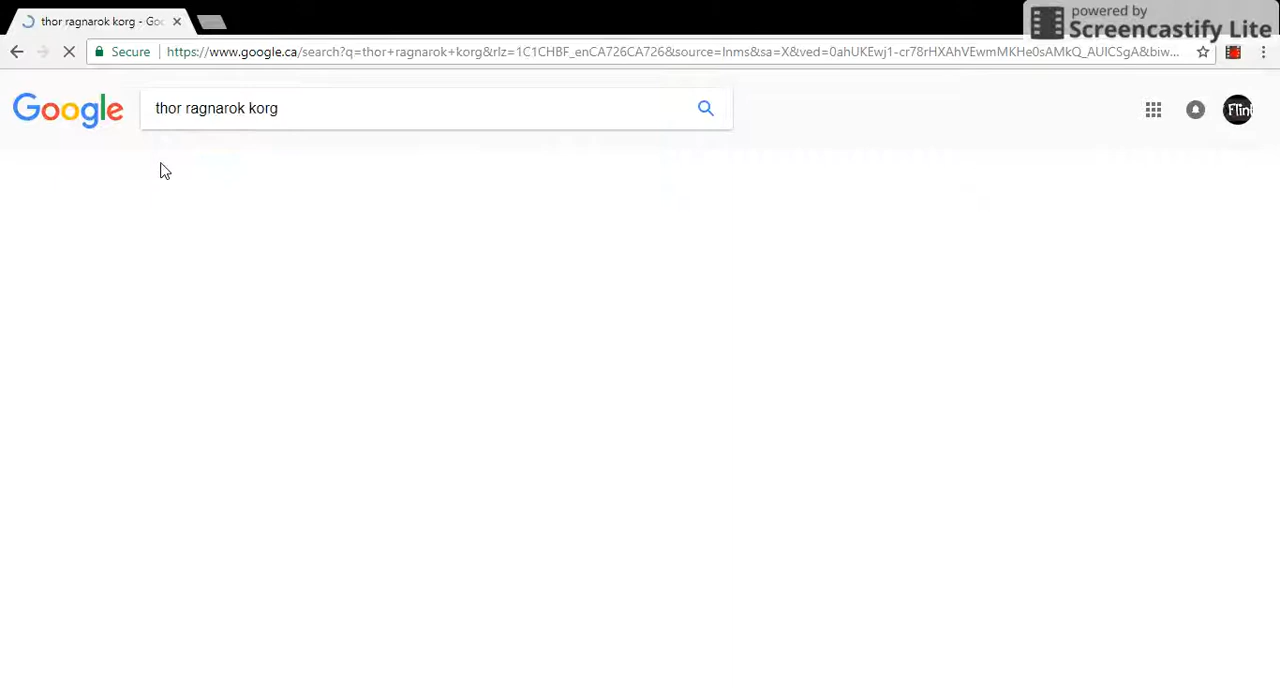 thor ragnarok korg - Goo
powered by
Screencastify Lite
Secure
https://www.google.ca/search?q=thor+ragnarok+korg&rlz=1C1CHBF_enCA726CA726&source=lnms&sa=X&ved=0ahUKEwj1-cr78rHXAhVEwmMKHe0sAMkQ_AUICSgA&biw...
Google
thor ragnarok korg
Flint